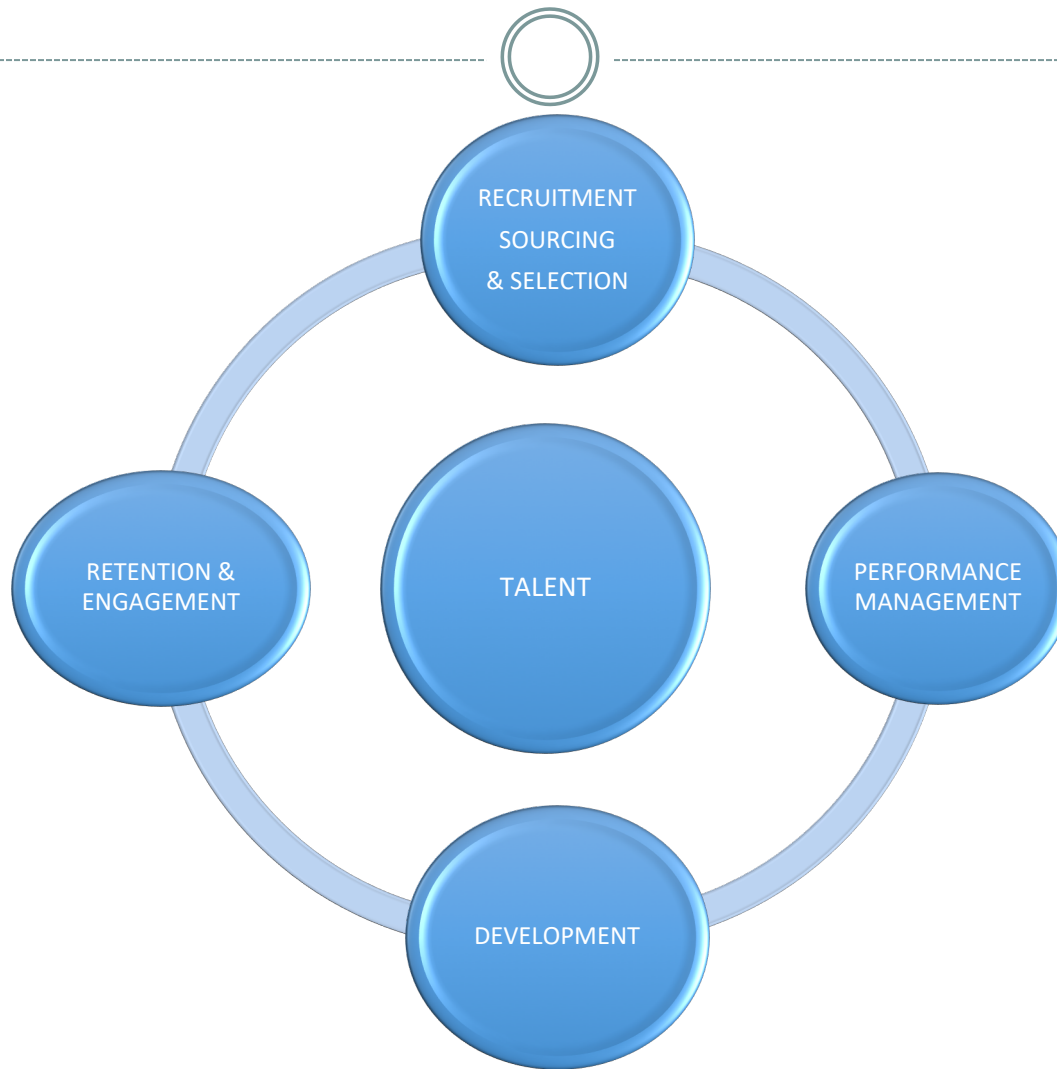 RECRUITMENT
SOURCING
& SELECTION
RETENTION &
ENGAGEMENT
TALENT
PERFORMANCE
MANAGEMENT
DEVELOPMENT